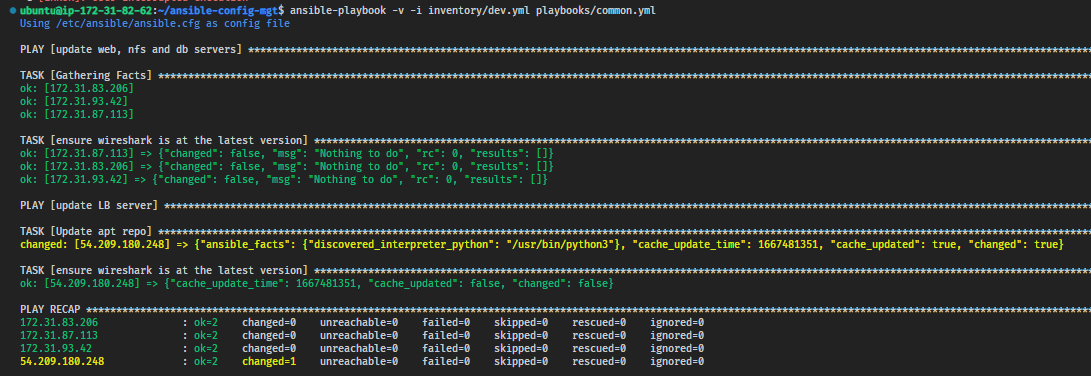 ubuntu@ip-172-31-82-62:~/ansible-config-mgt$ ansible-playbook -v -i inventory/dev.yml playbooks/common.yml
Using /etc/ansible/ansible.cfg as config file
PLAY [update web, nfs and db servers] ****************************************************************************************************************************************
TASK [Gathering Facts] *******************************************************************************************************************************************************
ok: [172.31.83.206]
ok: [172.31.93.42]
ok: [172.31.87.113]
TASK [ensure wireshark is at the latest version] *****************************************************************************************************************************
ok: [172.31.87.113] => {"changed": false, "msg": "Nothing to do", "rc": 0, "results": []}
ok: [172.31.83.206] => {"changed": false, "msg": "Nothing to do", "rc": 0, "results": []}
ok: [172.31.93.42] => {"changed": false, "msg": "Nothing to do", "rc": 0, "results": []}
PLAY [update LB server] ******************************************************************************************************************************************************
TASK [Update apt repo] *******************************************************************************************************************************************************
changed: [54.209.180.248] => {"ansible_facts": {"discovered_interpreter_python": "/usr/bin/python3"}, "cache_update_time": 1667481351, "cache_updated": true, "changed": true}
TASK [ensure wireshark is at the latest version] *****************************************************************************************************************************
ok: [54.209.180.248] => {"cache_update_time": 1667481351, "cache_updated": false, "changed": false}
PLAY RECAP *******************************************************************************************************************************************************************
172.31.83.206 : ok=2 changed=0 unreachable=0 failed=0 skipped=0 rescued=0 ignored=0
172.31.87.113 : ok=2 changed=0 unreachable=0 failed=0 skipped=0 rescued=0 ignored=0
172.31.93.42 : ok=2 changed=0 unreachable=0 failed=0 skipped=0 rescued=0 ignored=0
54.209.180.248 : ok=2 changed=1 unreachable=0 failed=0 skipped=0 rescued=0 ignored=0